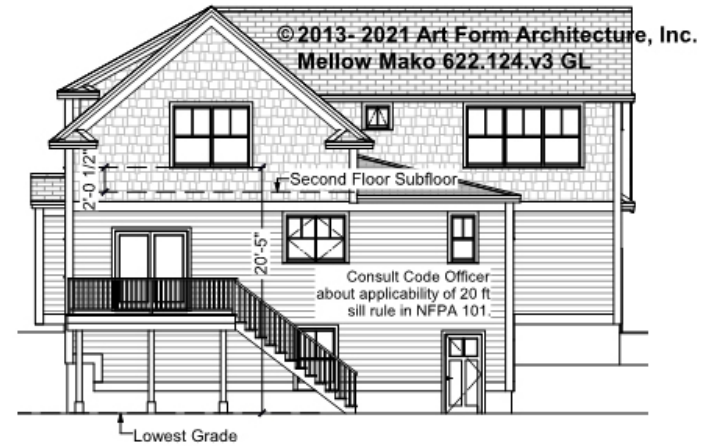 ©2013- 2021 Art Form Architecture, Inc.
Mellow Mako 622.124.v3 GL
2'-0 1/2"
Second Floor Subfloor
20'-5"
Consult Code Officer
about applicability of 20 ft
sill rule in NFPA 101.
Lowest Grade